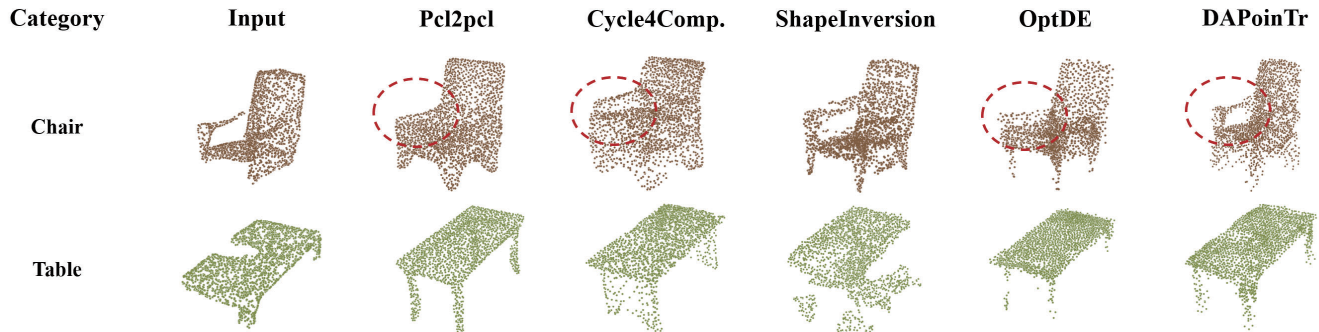 Category Input Pcl2pcl Cycle4Comp. ShapeInversion OptDE DAPoinTr
Chair
Table